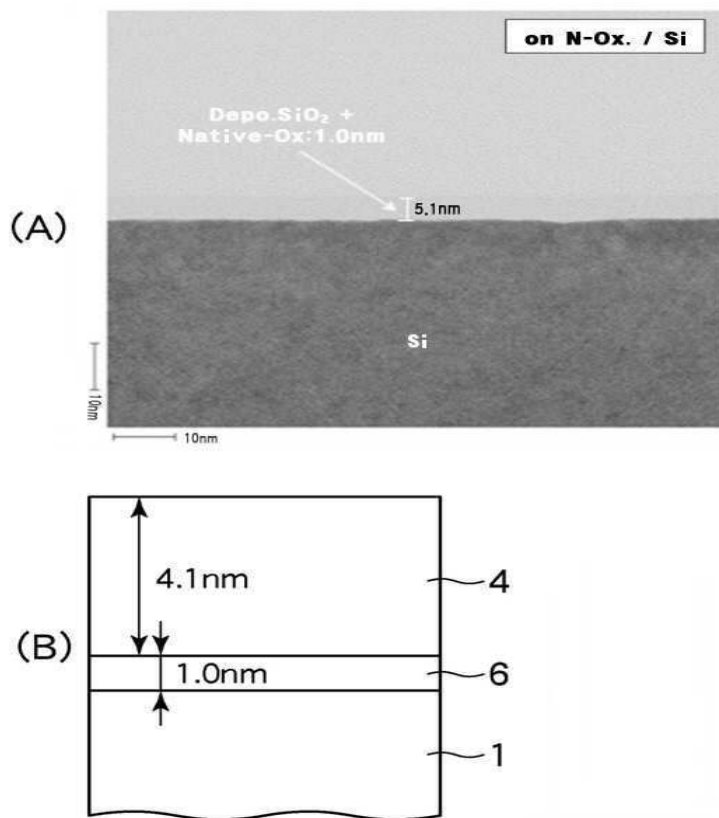 on N-Ox. / Si
Depo.SiO₂ +
Native-Ox:1.0nm
5.1nm
(A)
Si
10nm
10nm
4.1nm
4
(B)
1.0nm
6
1